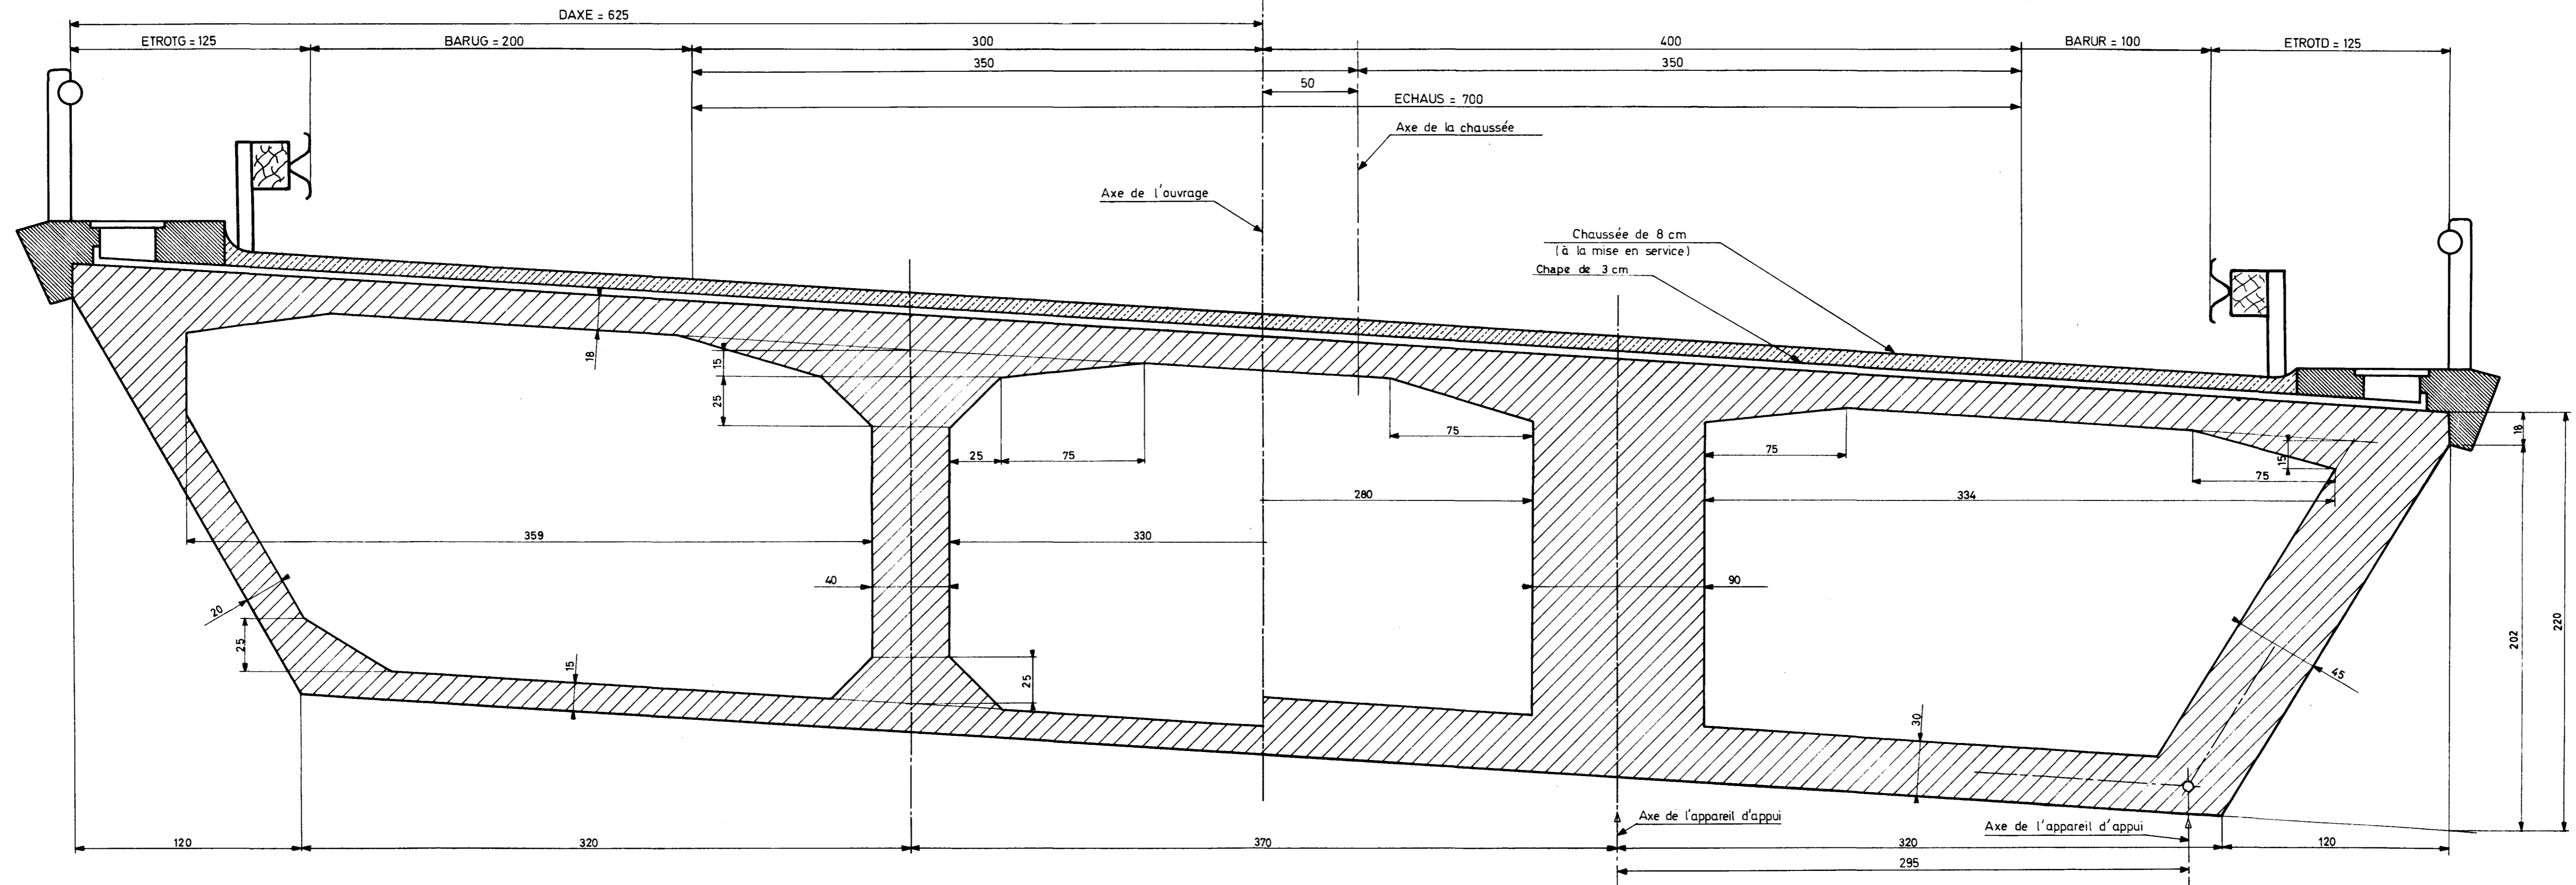 DAXE = 625
ETROTG = 125
BARUG = 200
300
400
BARUR = 100
ETROTD = 125
350
350
50
ECHAUS = 700
Axe de la chaussée
Axe de l'ouvrage
Chaussée de 8 cm
(à la mise en service)
Chape de 3 cm
18
15
25
25
75
75
75
15
75
18
280
334
359
330
40
90
20
25
15
25
30
45
202
220
Axe de l'appareil d'appui
Axe de l'appareil d'appui
120
320
370
320
120
295